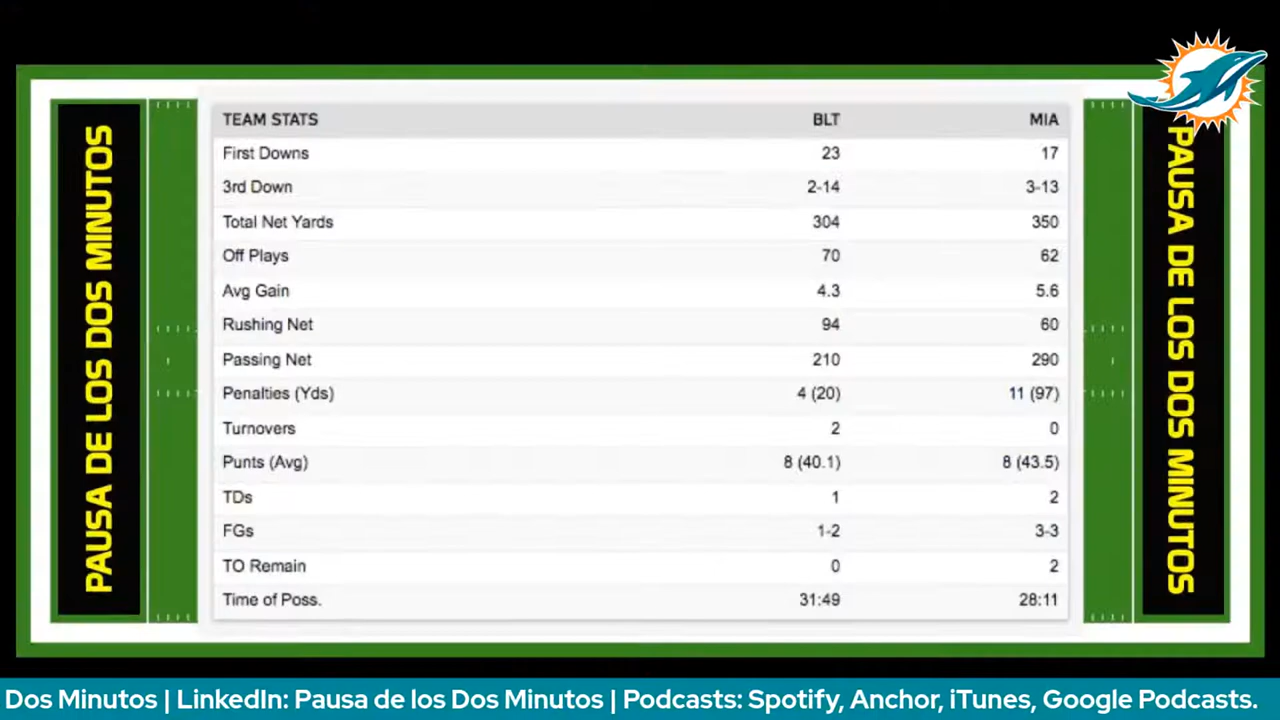 PAUSA DE LOS DOS MINUTOS
TEAM STATS BLT MIA
First Downs 23 17
3rd Down 2-14 3-13
Total Net Yards 304 350
Off Plays 70 62
Avg Gain 4.3 5.6
Rushing Net 94 60
Passing Net 210 290
Penalties (Yds) 4 (20) 11 (97)
Turnovers 2 0
Punts (Avg) 8 (40.1) 8 (43.5)
TDs 1 2
FGs 1-2 3-3
TO Remain 0 2
Time of Poss. 31:49 28:11
PAUSA DE LOS DOS MINUTOS
Dos Minutos | LinkedIn: Pausa de los Dos Minutos | Podcasts: Spotify, Anchor, iTunes, Google Podcasts.